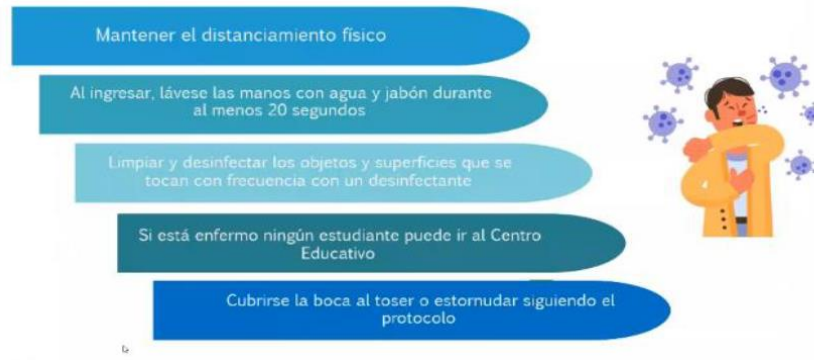 Mantener el distanciamiento físico
Al ingresar, lávese las manos con agua y jabón durante
al menos 20 segundos
Limpiar y desinfectar los objetos y superficies que se
tocan con frecuencia con un desinfectante
Si está enfermo ningún estudiante puede ir al Centro
Educativo
Cubrirse la boca al toser o estornudar siguiendo el
protocolo